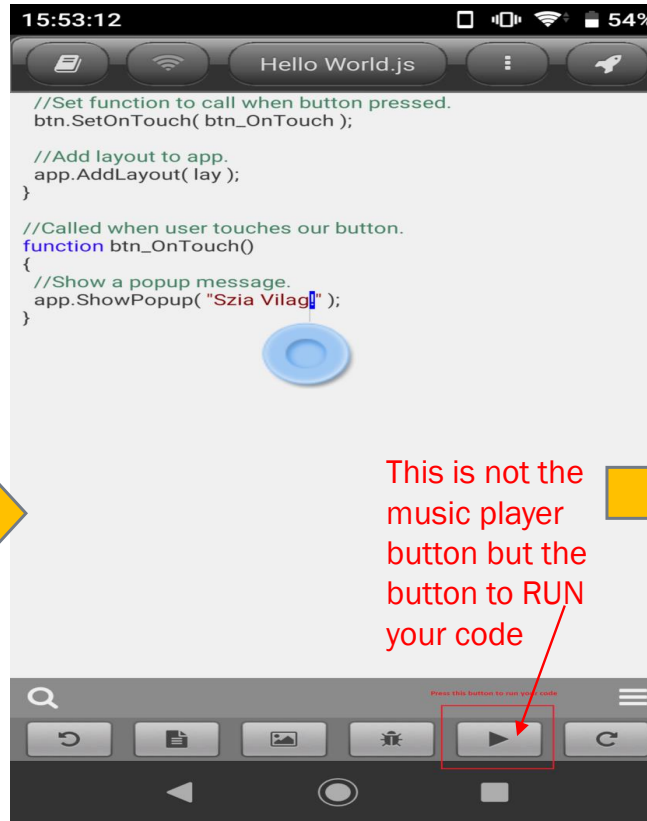 15:53:12
54%
Hello World.js
//Set function to call when button pressed.
btn.SetOnTouch( btn_OnTouch );
//Add layout to app.
app.AddLayout( lay );
}
//Called when user touches our button.
function btn_OnTouch()
{
//Show a popup message.
app.ShowPopup( "Szia Vilag!" );
}
This is not the
music player
button but the
button to RUN
your code
Press this button to run your code